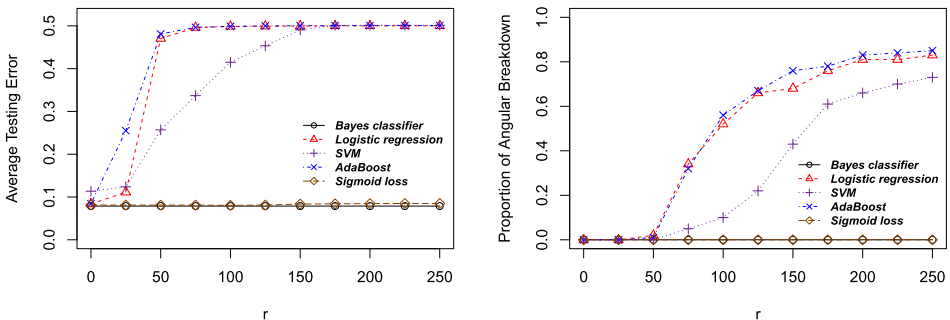 Average Testing Error
0.0
0.1
0.2
0.3
0.4
0.5
Bayes classifier
Logistic regression
SVM
AdaBoost
Sigmoid loss
0 50 100 150 200 250
r
Proportion of Angular Breakdown
0.0
0.2
0.4
0.6
0.8
1.0
Bayes classifier
Logistic regression
SVM
AdaBoost
Sigmoid loss
0 50 100 150 200 250
r